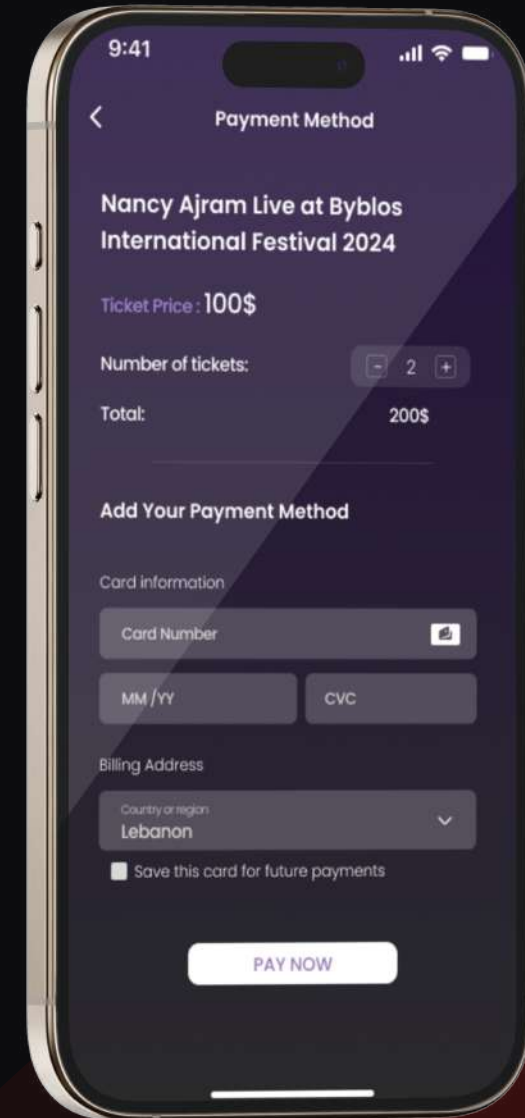 9:41
Payment Method
Nancy Ajram Live at Byblos
International Festival 2024
Ticket Price : 100$
Number of tickets:
- 2 +
Total:
200$
Add Your Payment Method
Card information
Card Number
MM /YY
CVC
Billing Address
Country or region
Lebanon
Save this card for future payments
PAY NOW